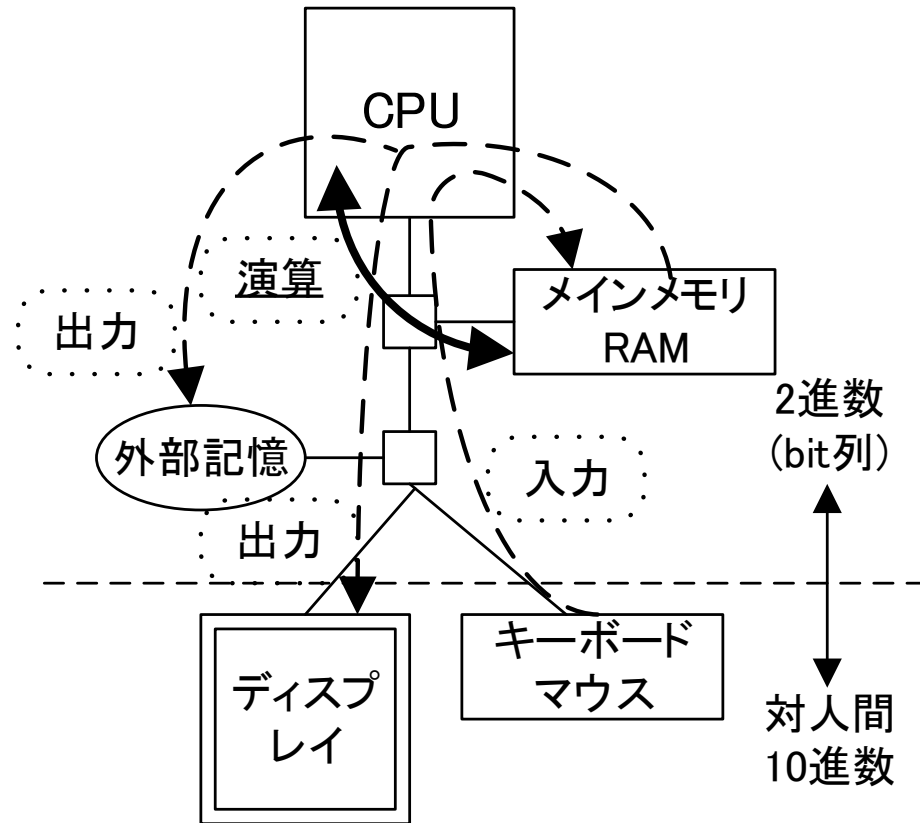 CPU
演算
出力
メインメモリ
RAM
2進数
(bit列)
外部記憶
入力
出力
キーボード
マウス
ディスプ
レイ
対人間
10進数